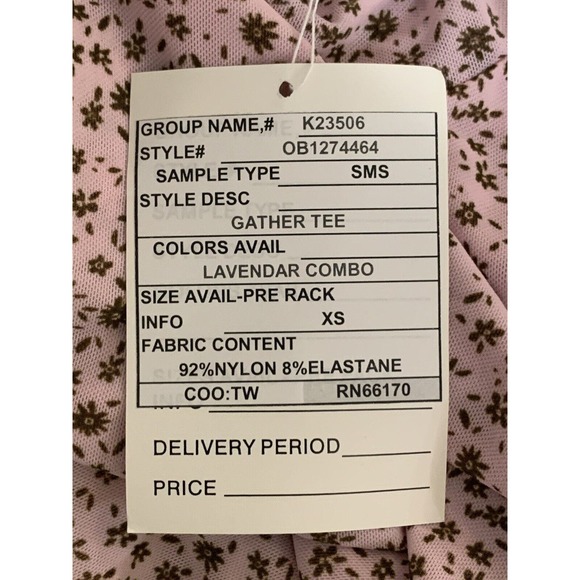 GROUP NAME,# K23506
STYLE# OB1274464
SAMPLE TYPE SMS
STYLE DESC
GATHER TEE
COLORS AVAIL
LAVENDAR COMBO
SIZE AVAIL-PRE RACK
INFO XS
FABRIC CONTENT
92%NYLON 8%ELASTANE
COO:TW RN66170
DELIVERY PERIOD
PRICE